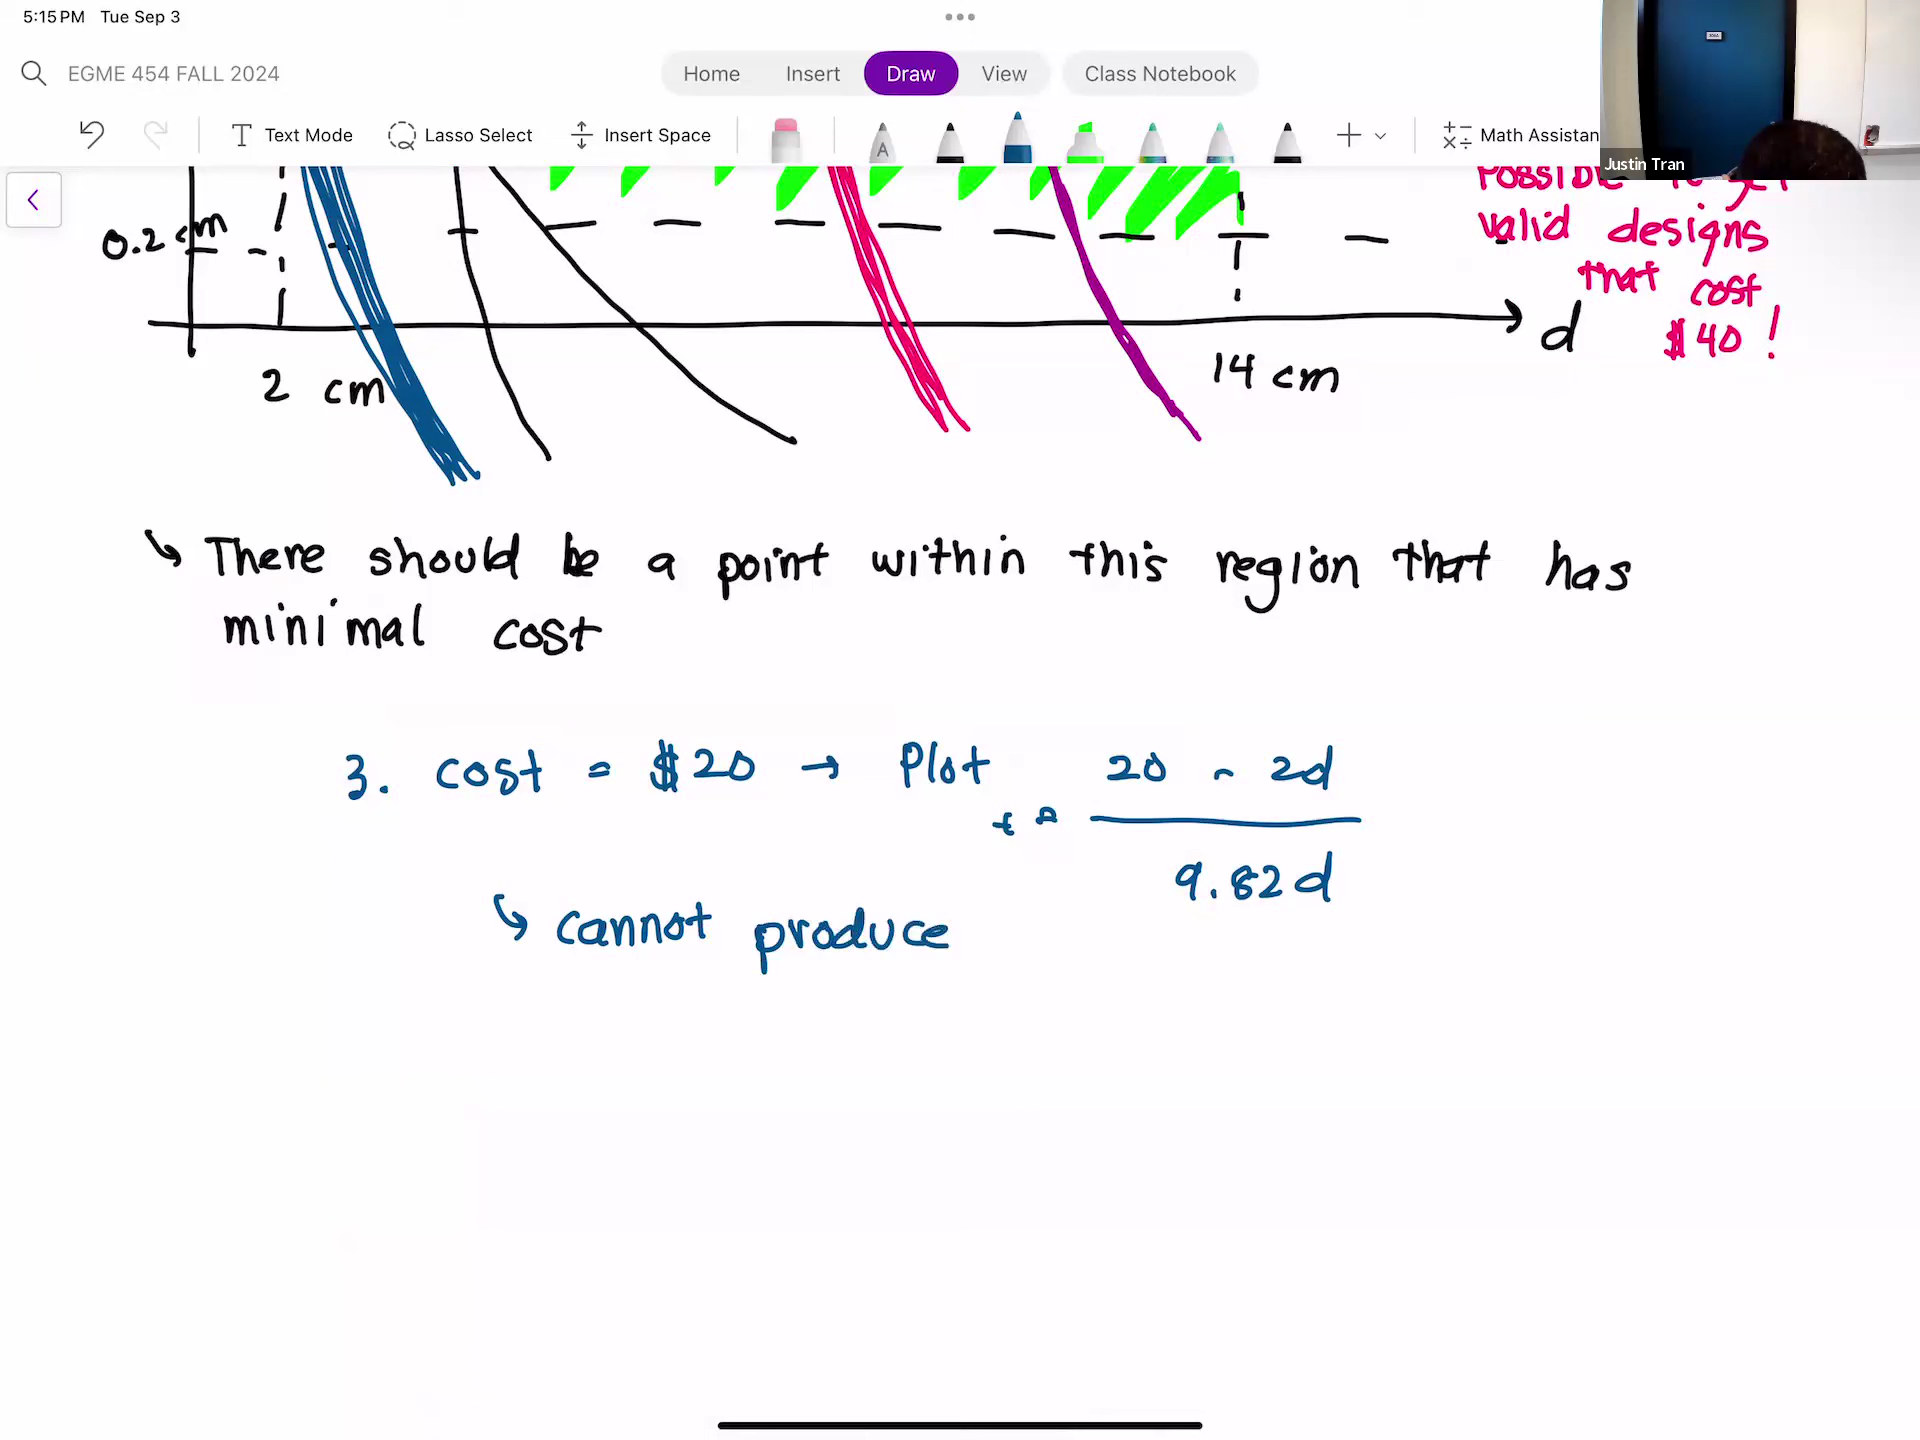 5:15 PM Tue Sep 3
EGME 454 FALL 2024
Home Insert Draw View Class Notebook
Text Mode Lasso Select Insert Space A Math Assistan
Justin Tran
valid designs
that cost
$40!
0.2 cm
d
2 cm
14 cm
There should be a point within this region that has
minimal cost
3. cost = $20 → Plot t = 20 - 2d
9.82d
cannot produce